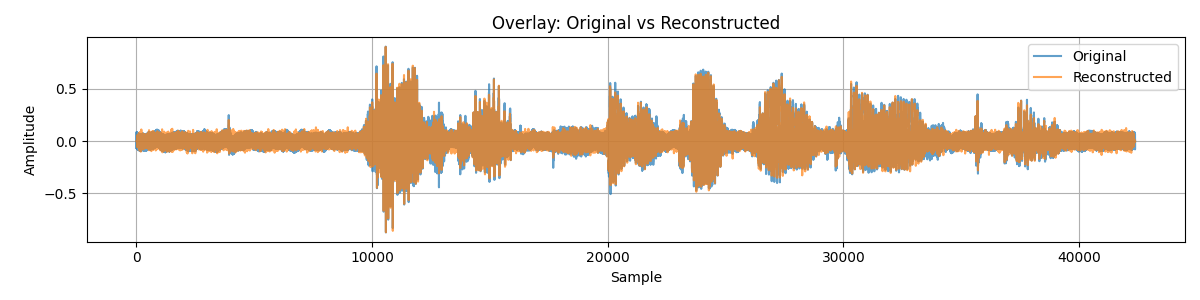 Overlay: Original vs Reconstructed
Original
Reconstructed
Amplitude
0.5
0.0
−0.5
0
10000
20000
30000
40000
Sample